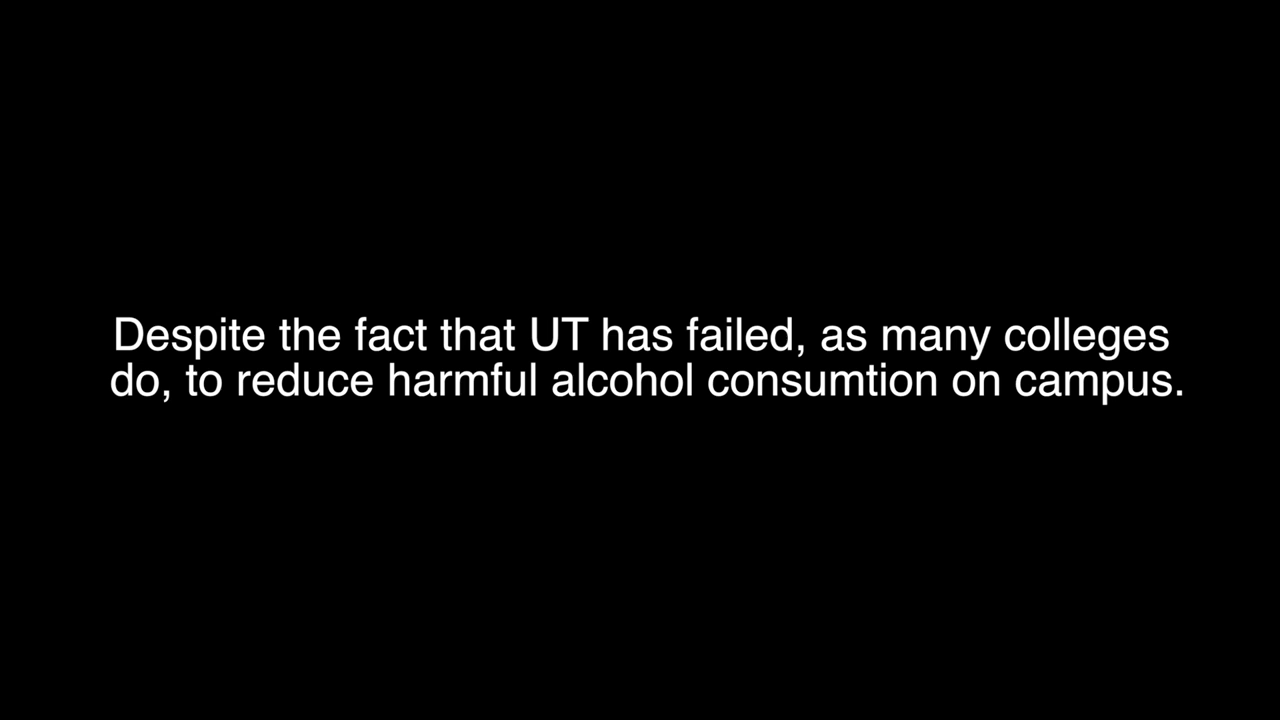 Despite the fact that UT has failed, as many colleges
do, to reduce harmful alcohol consumtion on campus.